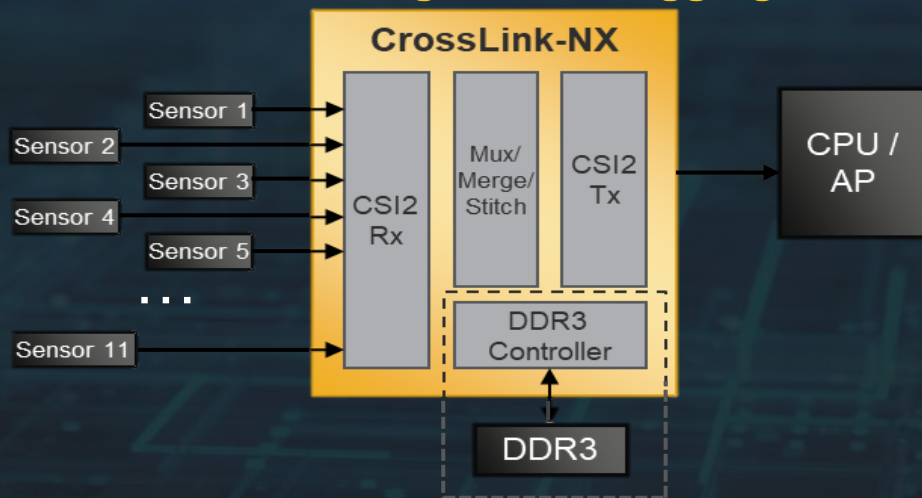 CrossLink-NX
Sensor 1
Sensor 2
Sensor 3
Sensor 4
Sensor 5
. . .
Sensor 11
CSI2
Rx
Mux/
Merge/
Stitch
CSI2
Tx
DDR3
Controller
DDR3
CPU /
AP